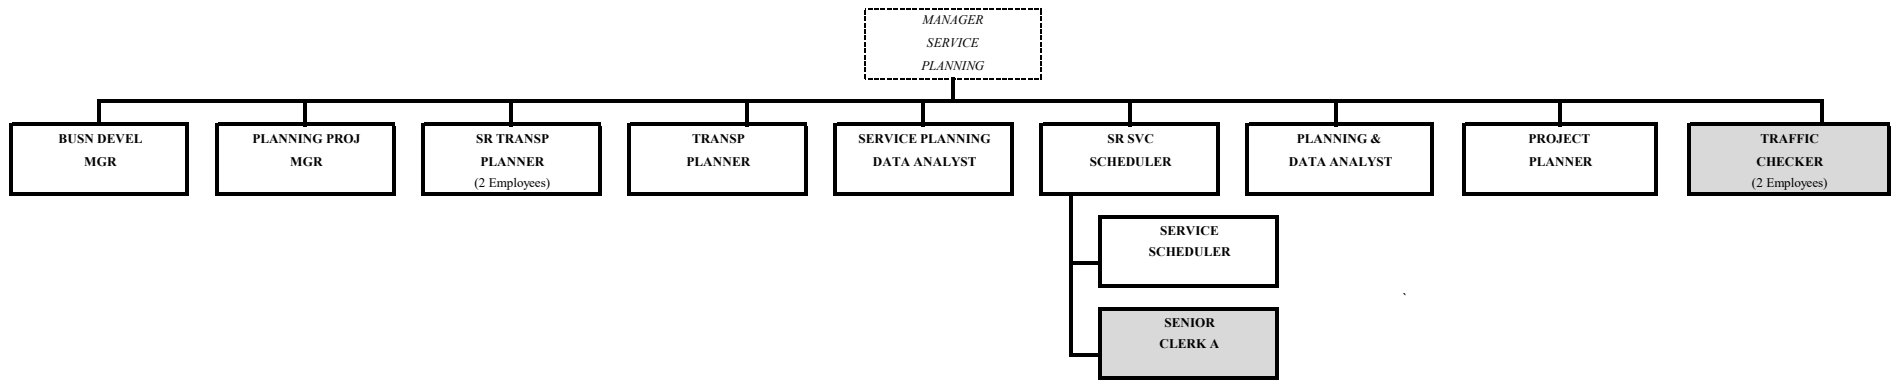 MANAGER
SERVICE
PLANNING
BUSN DEVEL
MGR
PLANNING PROJ
MGR
SR TRANSP
PLANNER
(2 Employees)
TRANSP
PLANNER
SERVICE PLANNING
DATA ANALYST
SR SVC
SCHEDULER
PLANNING &
DATA ANALYST
PROJECT
PLANNER
TRAFFIC
CHECKER
(2 Employees)
SERVICE
SCHEDULER
`
SENIOR
CLERK A